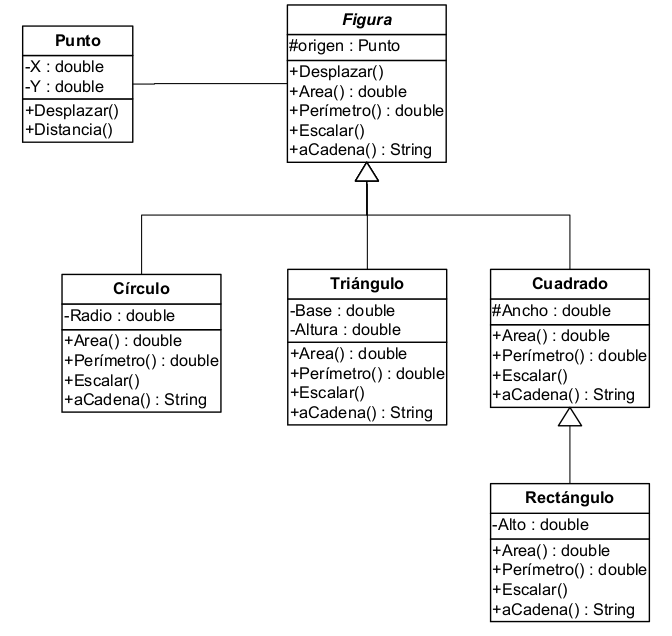 Punto
-X : double
-Y : double
+Desplazar()
+Distancia()
Figura
#origen : Punto
+Desplazar()
+Area() : double
+Perímetro() : double
+Escalar()
+aCadena() : String
Círculo
-Radio : double
+Area() : double
+Perímetro() : double
+Escalar()
+aCadena() : String
Triángulo
-Base : double
-Altura : double
+Area() : double
+Perímetro() : double
+Escalar()
+aCadena() : String
Cuadrado
#Ancho : double
+Area() : double
+Perímetro() : double
+Escalar()
+aCadena() : String
Rectángulo
-Alto : double
+Area() : double
+Perímetro() : double
+Escalar()
+aCadena() : String